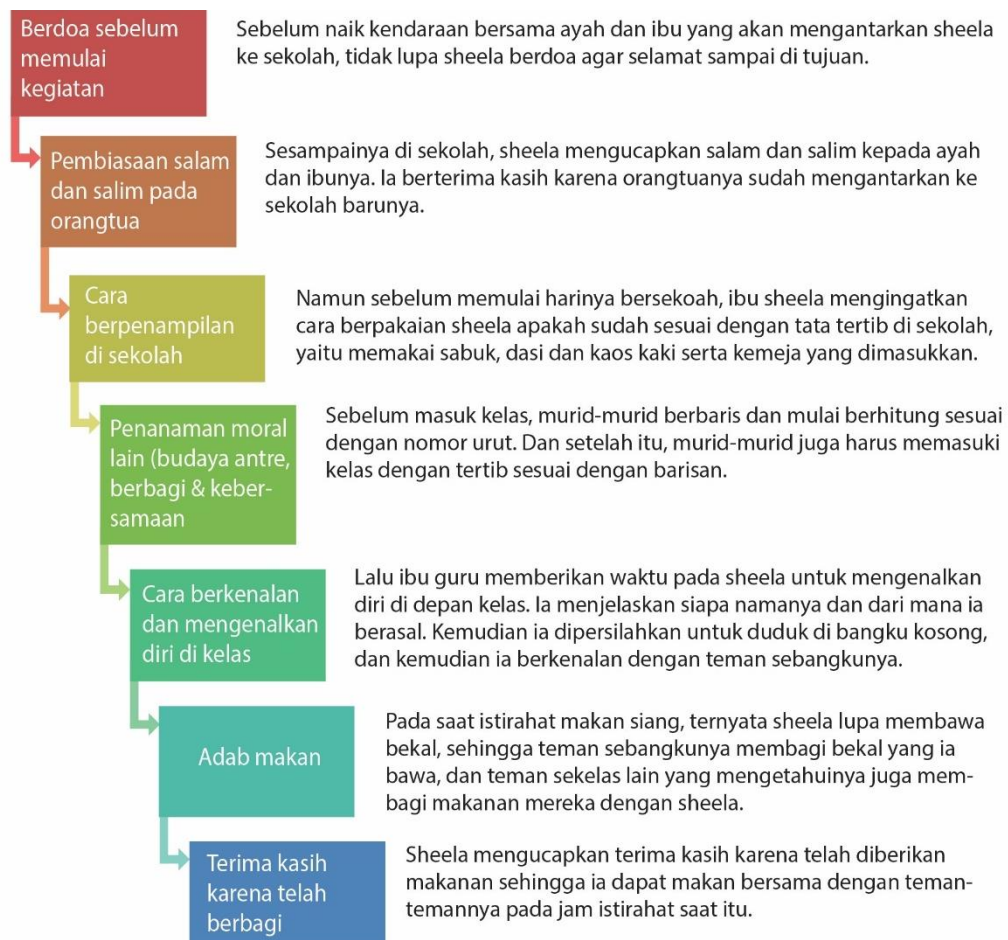 Berdoa sebelum
memulai
kegiatan
Sebelum naik kendaraan bersama ayah dan ibu yang akan mengantarkan sheela
ke sekolah, tidak lupa sheela berdoa agar selamat sampai di tujuan.
Pembiasaan salam
dan salim pada
orangtua
Sesampainya di sekolah, sheela mengucapkan salam dan salim kepada ayah
dan ibunya. Ia berterima kasih karena orangtuanya sudah mengantarkan ke
sekolah barunya.
Cara
berpenampilan
di sekolah
Namun sebelum memulai harinya bersekoah, ibu sheela mengingatkan
cara berpakaian sheela apakah sudah sesuai dengan tata tertib di sekolah,
yaitu memakai sabuk, dasi dan kaos kaki serta kemeja yang dimasukkan.
Penanaman moral
lain (budaya antre,
berbagi & keber-
samaan
Sebelum masuk kelas, murid-murid berbaris dan mulai berhitung sesuai
dengan nomor urut. Dan setelah itu, murid-murid juga harus memasuki
kelas dengan tertib sesuai dengan barisan.
Cara berkenalan
dan mengenalkan
diri di kelas
Lalu ibu guru memberikan waktu pada sheela untuk mengenalkan
diri di depan kelas. Ia menjelaskan siapa namanya dan dari mana ia
berasal. Kemudian ia dipersilahkan untuk duduk di bangku kosong,
dan kemudian ia berkenalan dengan teman sebangkunya.
Adab makan
Pada saat istirahat makan siang, ternyata sheela lupa membawa
bekal, sehingga teman sebangkunya membagi bekal yang ia
bawa, dan teman sekelas lain yang mengetahuinya juga mem-
bagi makanan mereka dengan sheela.
Terima kasih
karena telah
berbagi
Sheela mengucapkan terima kasih karena telah diberikan
makanan sehingga ia dapat makan bersama dengan teman-
temannya pada jam istirahat saat itu.